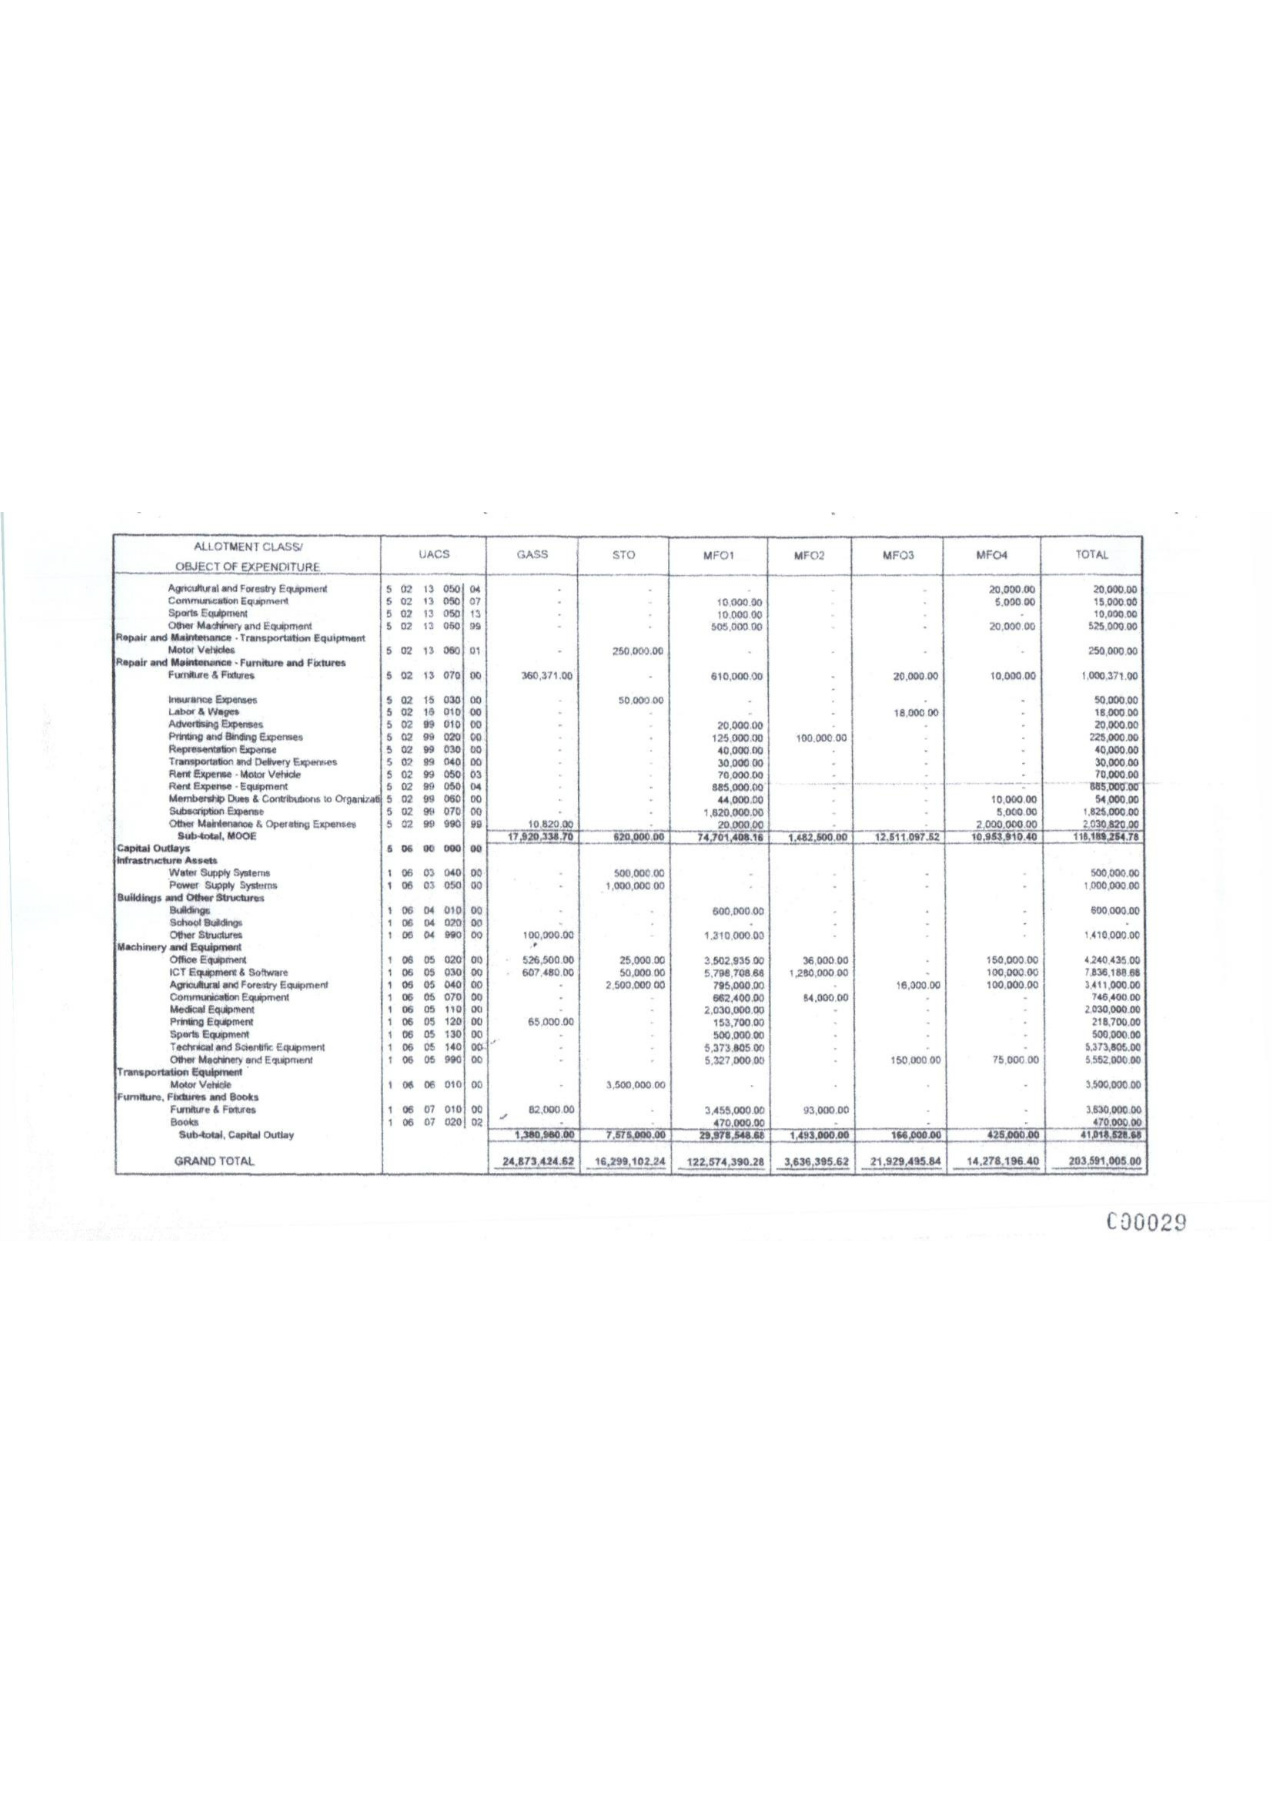 ALLOTMENT CLASS/ OBJECT OF EXPENDITURE UACS GASS STO MFO1 MFO2 MFO3 MFO4 TOTAL
Agricultural and Forestry Equipment 5 02 13 050 04 - - - - - 20,000.00 20,000.00
Communication Equipment 5 02 13 050 07 - - 10,000.00 - - 5,000.00 15,000.00
Sports Equipment 5 02 13 050 13 - - 10,000.00 - - - 10,000.00
Other Machinery and Equipment 5 02 13 050 99 - - 505,000.00 - - 20,000.00 525,000.00
Repair and Maintenance - Transportation Equipment
Motor Vehicles 5 02 13 060 01 - 250,000.00 - - - - 250,000.00
Repair and Maintenance - Furniture and Fixtures
Furniture & Fixtures 5 02 13 070 00 360,371.00 - 610,000.00 - 20,000.00 10,000.00 1,000,371.00
Insurance Expenses 5 02 15 030 00 - 50,000.00 - - - - 50,000.00
Labor & Wages 5 02 16 010 00 - - - - 18,000.00 - 18,000.00
Advertising Expenses 5 02 99 010 00 - - 20,000.00 - - - 20,000.00
Printing and Binding Expenses 5 02 99 020 00 - - 125,000.00 100,000.00 - - 225,000.00
Representation Expense 5 02 99 030 00 - - 40,000.00 - - - 40,000.00
Transportation and Delivery Expenses 5 02 99 040 00 - - 30,000.00 - - - 30,000.00
Rent Expense - Motor Vehicle 5 02 99 050 03 - - 70,000.00 - - - 70,000.00
Rent Expense - Equipment 5 02 99 050 04 - - 885,000.00 - - - 885,000.00
Membership Dues & Contributions to Organizati 5 02 99 060 00 - - 44,000.00 - - 10,000.00 54,000.00
Subscription Expense 5 02 99 070 00 - - 1,820,000.00 - - 5,000.00 1,825,000.00
Other Maintenance & Operating Expenses 5 02 99 990 99 10,820.00 - 20,000.00 - - 2,000,000.00 2,030,820.00
Sub-total, MOOE 17,920,338.70 620,000.00 74,701,408.16 1,482,500.00 12,511,097.52 10,953,910.40 118,189,254.78
Capital Outlays 5 06 00 000 00
Infrastructure Assets
Water Supply Systems 1 06 03 040 00 - 500,000.00 - - - - 500,000.00
Power Supply Systems 1 06 03 050 00 - 1,000,000.00 - - - - 1,000,000.00
Buildings and Other Structures
Buildings 1 06 04 010 00 - - 600,000.00 - - - 600,000.00
School Buildings 1 06 04 020 00 - - - - - - -
Other Structures 1 06 04 990 00 100,000.00 - 1,310,000.00 - - - 1,410,000.00
Machinery and Equipment
Office Equipment 1 06 05 020 00 526,500.00 25,000.00 3,502,935.00 36,000.00 - 150,000.00 4,240,435.00
ICT Equipment & Software 1 06 05 030 00 607,480.00 50,000.00 5,798,708.68 1,280,000.00 - 100,000.00 7,836,188.68
Agricultural and Forestry Equipment 1 06 05 040 00 - 2,500,000.00 795,000.00 - 16,000.00 100,000.00 3,411,000.00
Communication Equipment 1 06 05 070 00 - - 662,400.00 84,000.00 - - 746,400.00
Medical Equipment 1 06 05 110 00 - - 2,030,000.00 - - - 2,030,000.00
Printing Equipment 1 06 05 120 00 65,000.00 - 153,700.00 - - - 218,700.00
Sports Equipment 1 06 05 130 00 - - 500,000.00 - - - 500,000.00
Technical and Scientific Equipment 1 06 05 140 00 - - 5,373,805.00 - - - 5,373,805.00
Other Machinery and Equipment 1 06 05 990 00 - - 5,327,000.00 - 150,000.00 75,000.00 5,552,000.00
Transportation Equipment
Motor Vehicle 1 06 06 010 00 - 3,500,000.00 - - - - 3,500,000.00
Furniture, Fixtures and Books
Furniture & Fixtures 1 06 07 010 00 82,000.00 - 3,455,000.00 93,000.00 - - 3,630,000.00
Books 1 06 07 020 02 - - 470,000.00 - - - 470,000.00
Sub-total, Capital Outlay 1,380,980.00 7,575,000.00 29,978,548.68 1,493,000.00 166,000.00 425,000.00 41,018,528.68
GRAND TOTAL 24,873,424.62 16,299,102.24 122,574,390.28 3,636,395.62 21,929,495.84 14,278,196.40 203,591,005.00
C00029